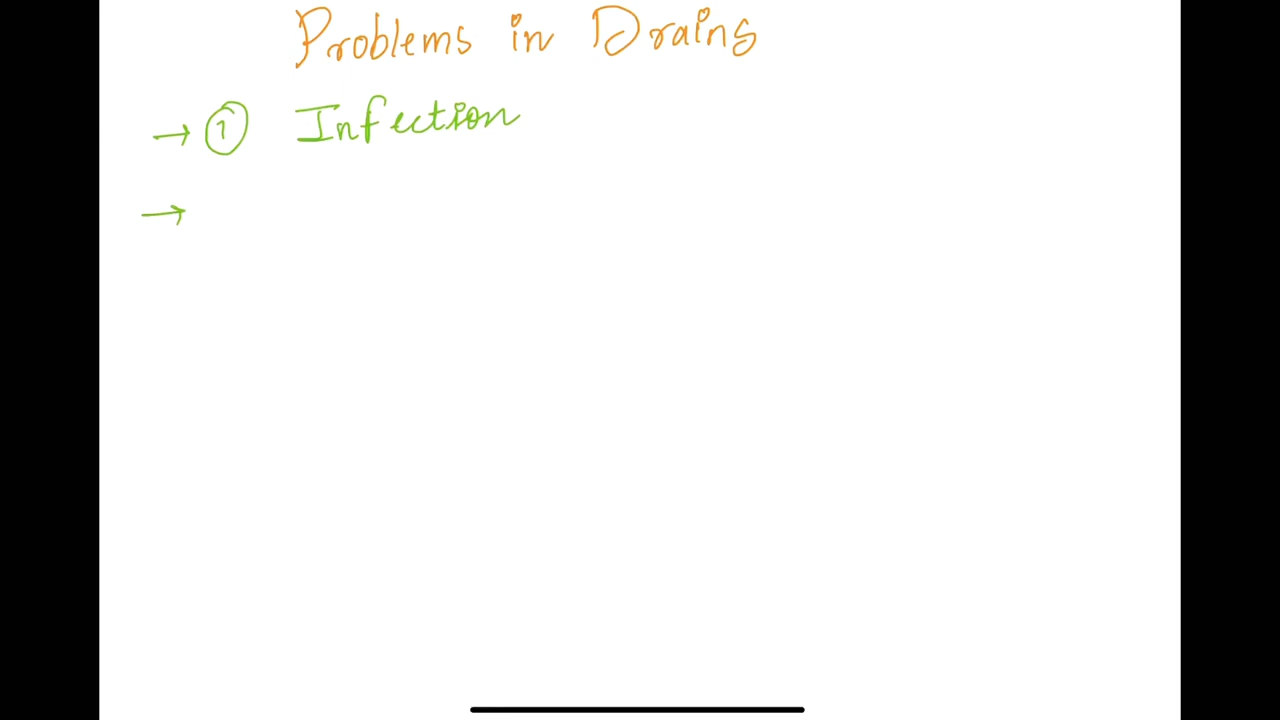 Problems in Drains
→ ① Infection
→